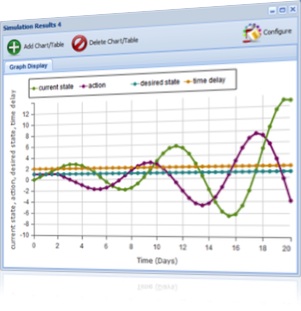 Simulation Results 4
Add Chart/Table
Delete Chart/Table
Configure
Graph Display
current state
action
desired state
time delay
current state, action, desired state, time delay
12
10
8
6
4
2
0
-2
-4
-6
-8
-10
0
2
4
6
8
10
12
14
16
18
20
Time (Days)